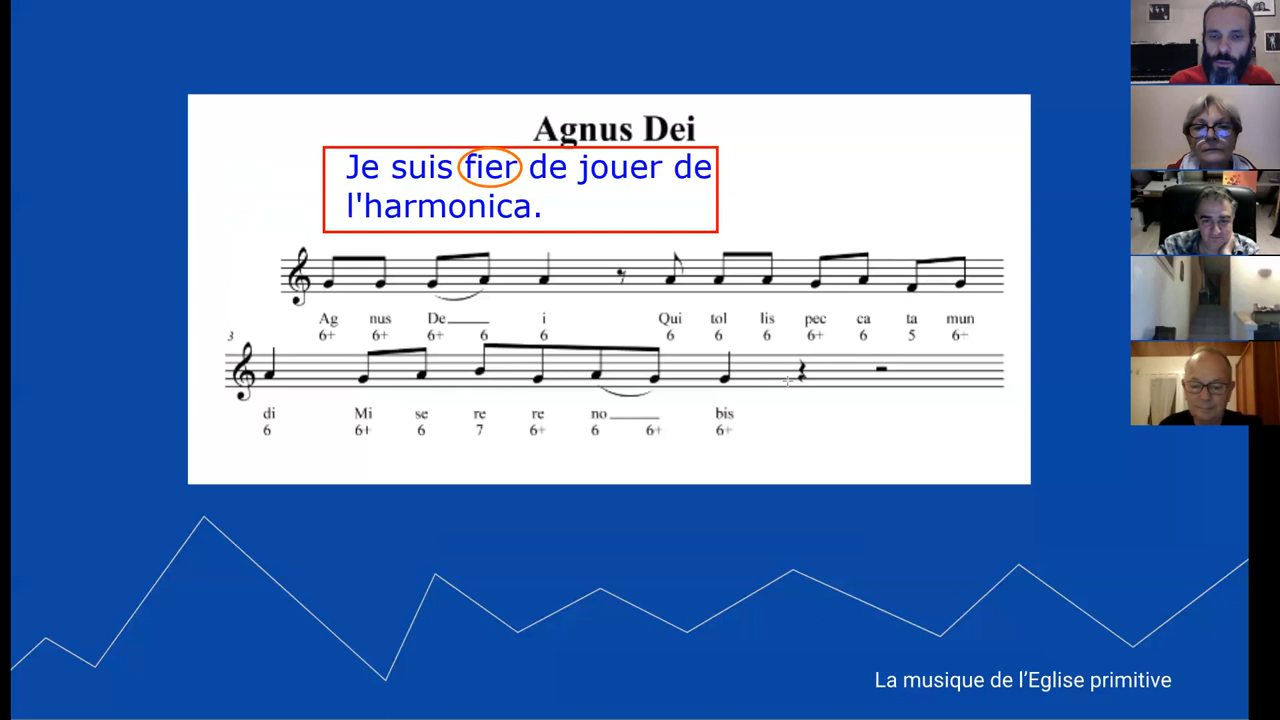 Agnus Dei
Je suis fier de jouer de
l'harmonica.
Ag nus De____ i Qui tol lis pec ca ta mun
6+ 6+ 6+ 6 6 6 6 6 6+ 6 5 6+
3
di Mi se re re no____ bis
6 6+ 6 7 6+ 6 6+ 6+
La musique de l'Eglise primitive